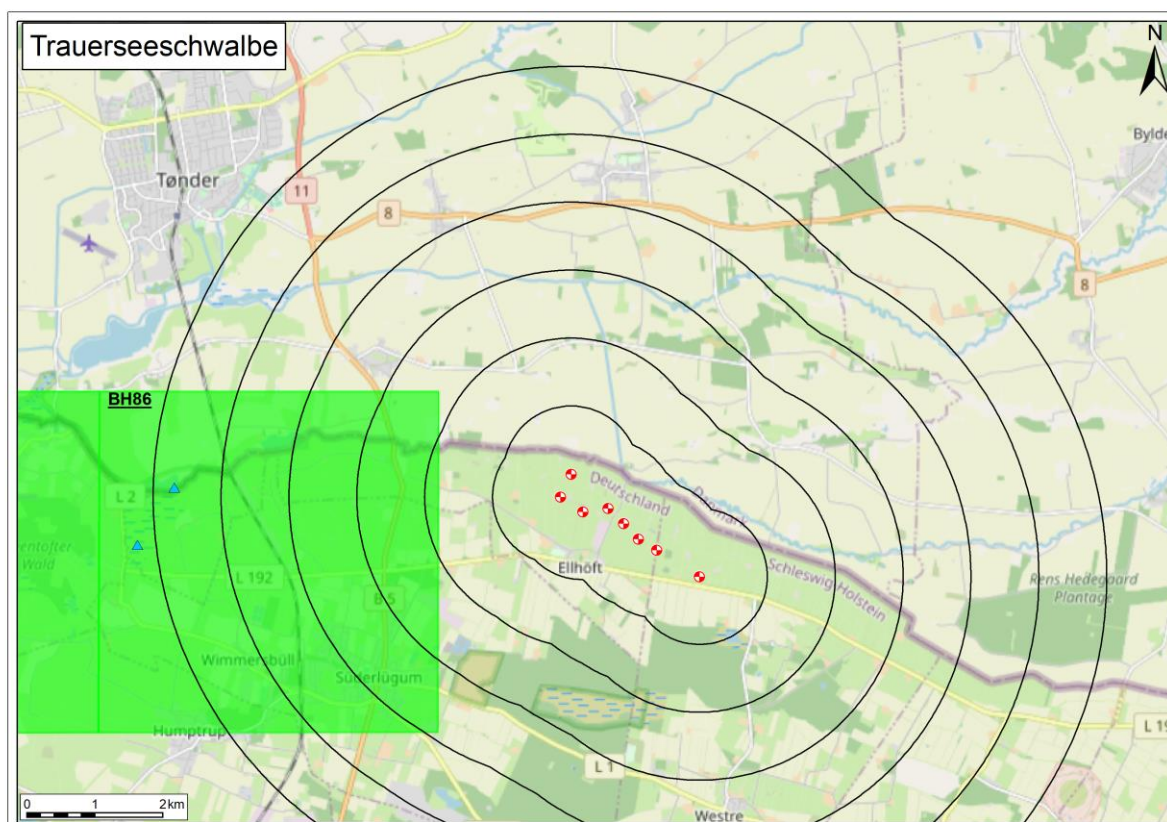 Trauerseeschwalbe
N
Tønder
11
8
Bylde
8
BH86
L 2
Deutschland
Danmark
L 192
Ellhöft
B 5
Schleswig-Holstein
Rens Hedegaard
Plantage
Wald
Wimmersbüll
Süderlügum
Humptrup
L 1
L 19
Westre
0 1 2 km